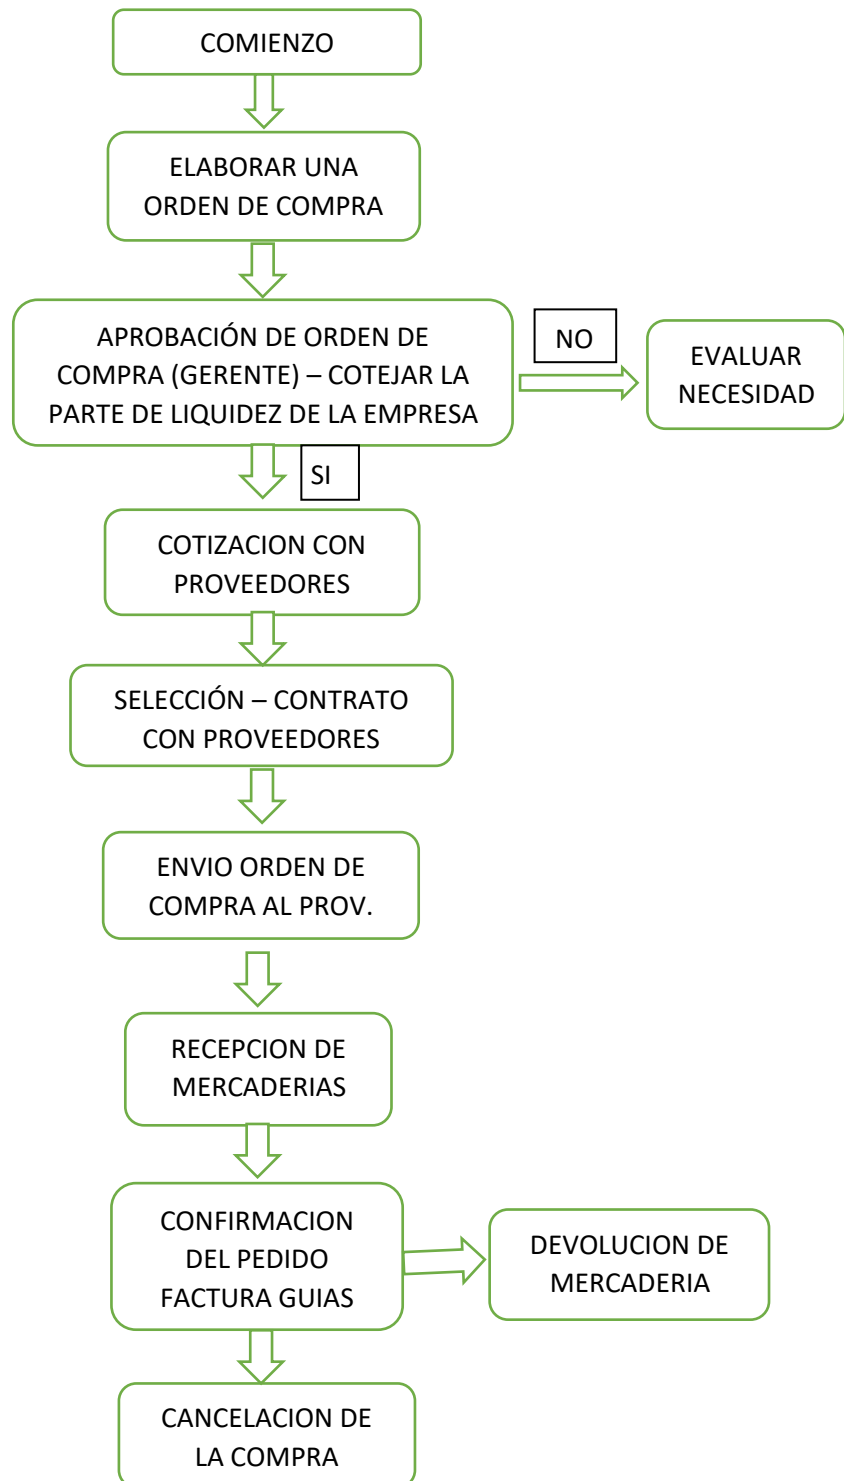 COMIENZO
ELABORAR UNA
ORDEN DE COMPRA
APROBACIÓN DE ORDEN DE
COMPRA (GERENTE) – COTEJAR LA
PARTE DE LIQUIDEZ DE LA EMPRESA
NO
EVALUAR
NECESIDAD
SI
COTIZACION CON
PROVEEDORES
SELECCIÓN – CONTRATO
CON PROVEEDORES
ENVIO ORDEN DE
COMPRA AL PROV.
RECEPCION DE
MERCADERIAS
CONFIRMACION
DEL PEDIDO
FACTURA GUIAS
DEVOLUCION DE
MERCADERIA
CANCELACION DE
LA COMPRA